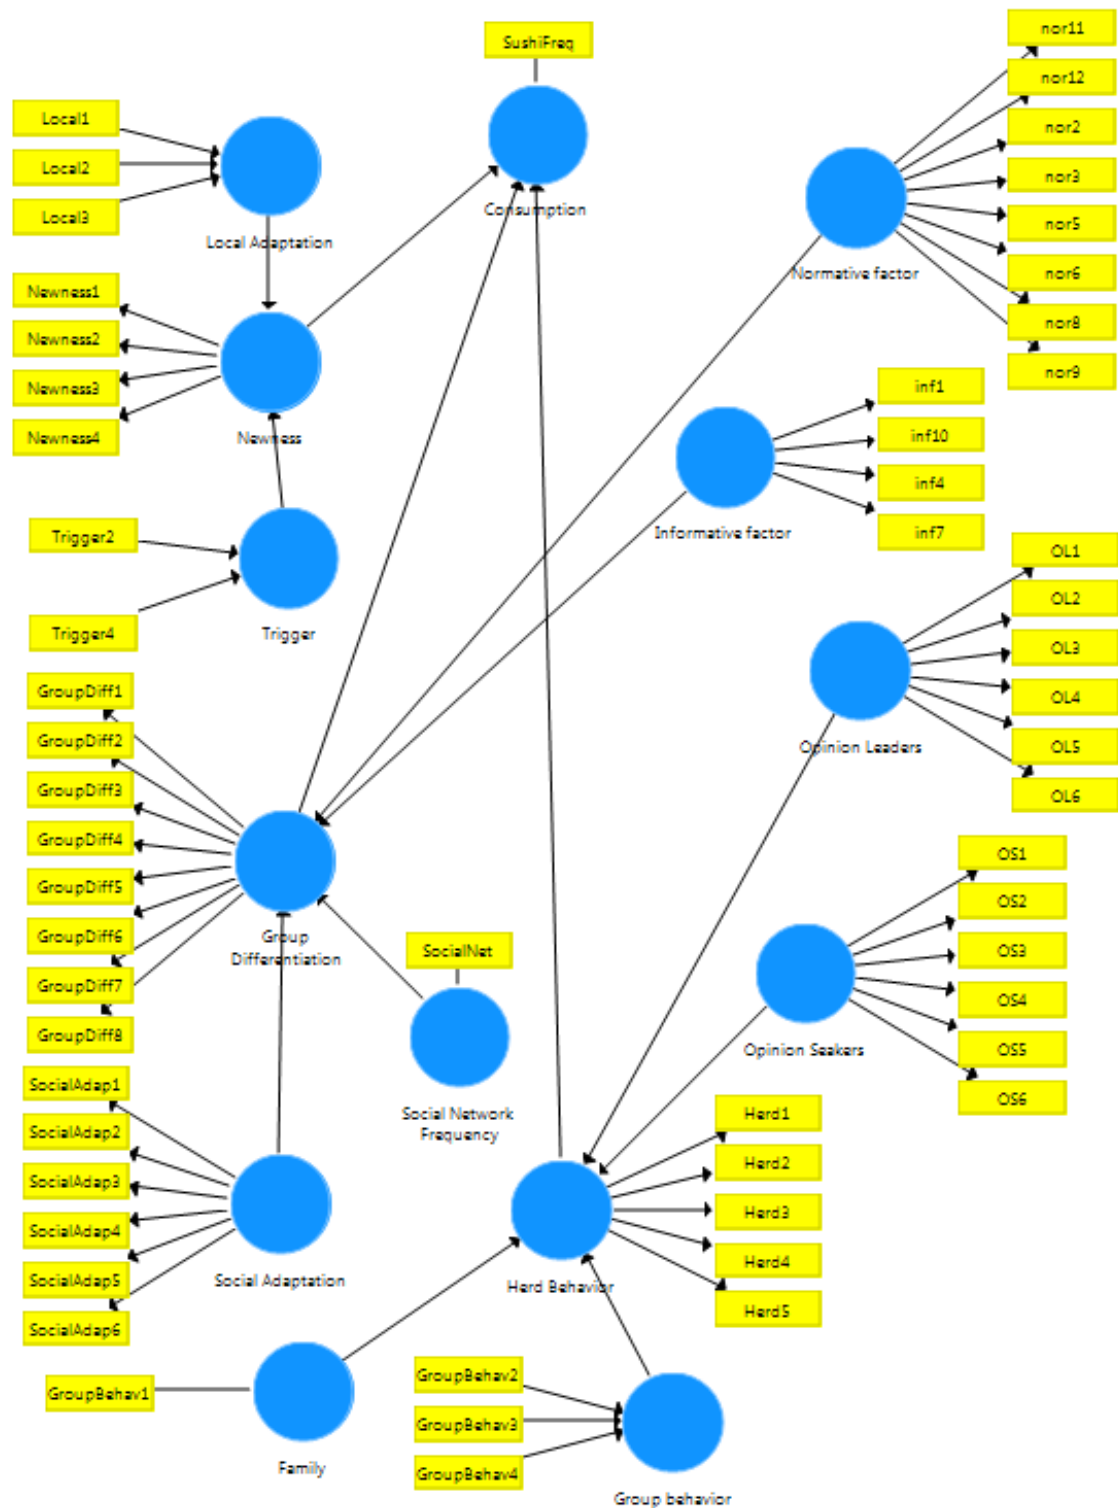 SushiFreq
Consumption
Local1
Local2
Local3
Local Adaptation
Newness1
Newness2
Newness3
Newness4
Newness
Trigger2
Trigger4
Trigger
nor11
nor12
nor2
nor3
nor5
nor6
nor8
nor9
Normative factor
inf1
inf10
inf4
inf7
Informative factor
OL1
OL2
OL3
OL4
OL5
OL6
Opinion Leaders
GroupDiff1
GroupDiff2
GroupDiff3
GroupDiff4
GroupDiff5
GroupDiff6
GroupDiff7
GroupDiff8
Group
Differentiation
SocialNet
Social Network
Frequency
OS1
OS2
OS3
OS4
OS5
OS6
Opinion Seakers
SocialAdap1
SocialAdap2
SocialAdap3
SocialAdap4
SocialAdap5
SocialAdap6
Social Adaptation
Herd1
Herd2
Herd3
Herd4
Herd5
Herd Behavior
GroupBehav1
Family
GroupBehav2
GroupBehav3
GroupBehav4
Group behavior